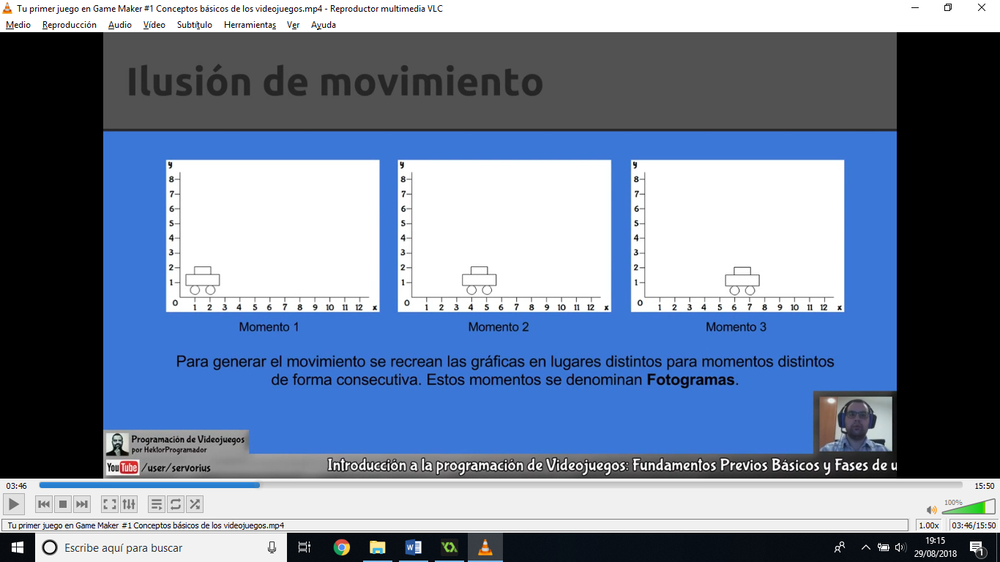 Tu primer juego en Game Maker #1 Conceptos básicos de los videojuegos.mp4 - Reproductor multimedia VLC
Medio Reproducción Audio Vídeo Subtítulo Herramientas Ver Ayuda
Ilusión de movimiento
y y y
8 8 8
7 7 7
6 6 6
5 5 5
4 4 4
3 3 3
2 2 2
1 1 1
0 1 2 3 4 5 6 7 8 9 10 11 12 x 0 1 2 3 4 5 6 7 8 9 10 11 12 x 0 1 2 3 4 5 6 7 8 9 10 11 12 x
Momento 1 Momento 2 Momento 3
Para generar el movimiento se recrean las gráficas en lugares distintos para momentos distintos
de forma consecutiva. Estos momentos se denominan Fotogramas.
Programación de Videojuegos
por HektorProgramador
YouTube /user/servorius
Introducción a la programación de Videojuegos: Fundamentos Previos Básicos y Fases de u
03:46 15:50
100%
Tu primer juego en Game Maker #1 Conceptos básicos de los videojuegos.mp4 1.00x 03:46/15:50
Escribe aquí para buscar
19:15
29/08/2018
1